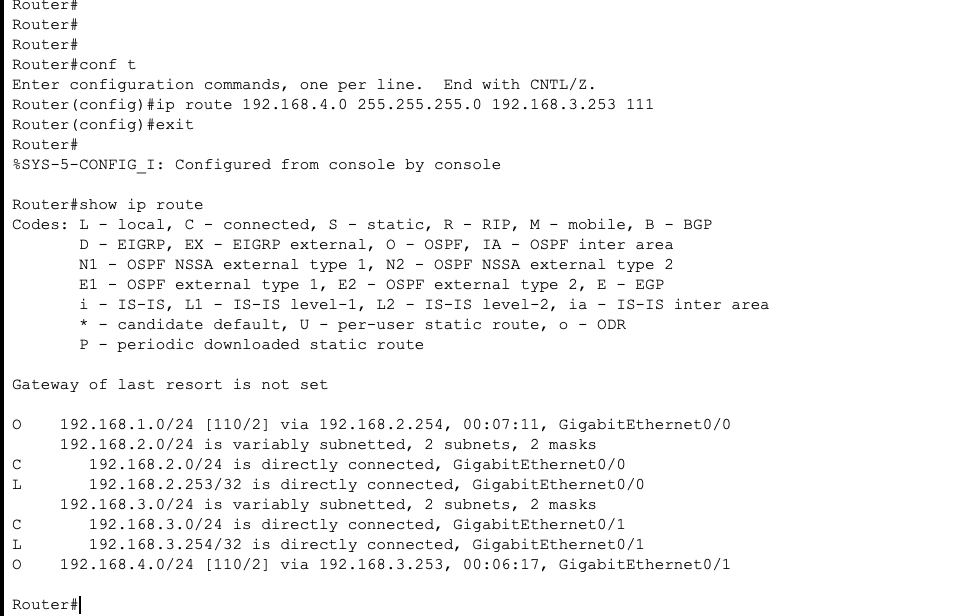 Router#
Router#
Router#
Router#conf t
Enter configuration commands, one per line.  End with CNTL/Z.
Router(config)#ip route 192.168.4.0 255.255.255.0 192.168.3.253 111
Router(config)#exit
Router#
%SYS-5-CONFIG_I: Configured from console by console

Router#show ip route
Codes: L - local, C - connected, S - static, R - RIP, M - mobile, B - BGP
       D - EIGRP, EX - EIGRP external, O - OSPF, IA - OSPF inter area
       N1 - OSPF NSSA external type 1, N2 - OSPF NSSA external type 2
       E1 - OSPF external type 1, E2 - OSPF external type 2, E - EGP
       i - IS-IS, L1 - IS-IS level-1, L2 - IS-IS level-2, ia - IS-IS inter area
       * - candidate default, U - per-user static route, o - ODR
       P - periodic downloaded static route

Gateway of last resort is not set

O    192.168.1.0/24 [110/2] via 192.168.2.254, 00:07:11, GigabitEthernet0/0
     192.168.2.0/24 is variably subnetted, 2 subnets, 2 masks
C       192.168.2.0/24 is directly connected, GigabitEthernet0/0
L       192.168.2.253/32 is directly connected, GigabitEthernet0/0
     192.168.3.0/24 is variably subnetted, 2 subnets, 2 masks
C       192.168.3.0/24 is directly connected, GigabitEthernet0/1
L       192.168.3.254/32 is directly connected, GigabitEthernet0/1
O    192.168.4.0/24 [110/2] via 192.168.3.253, 00:06:17, GigabitEthernet0/1

Router#